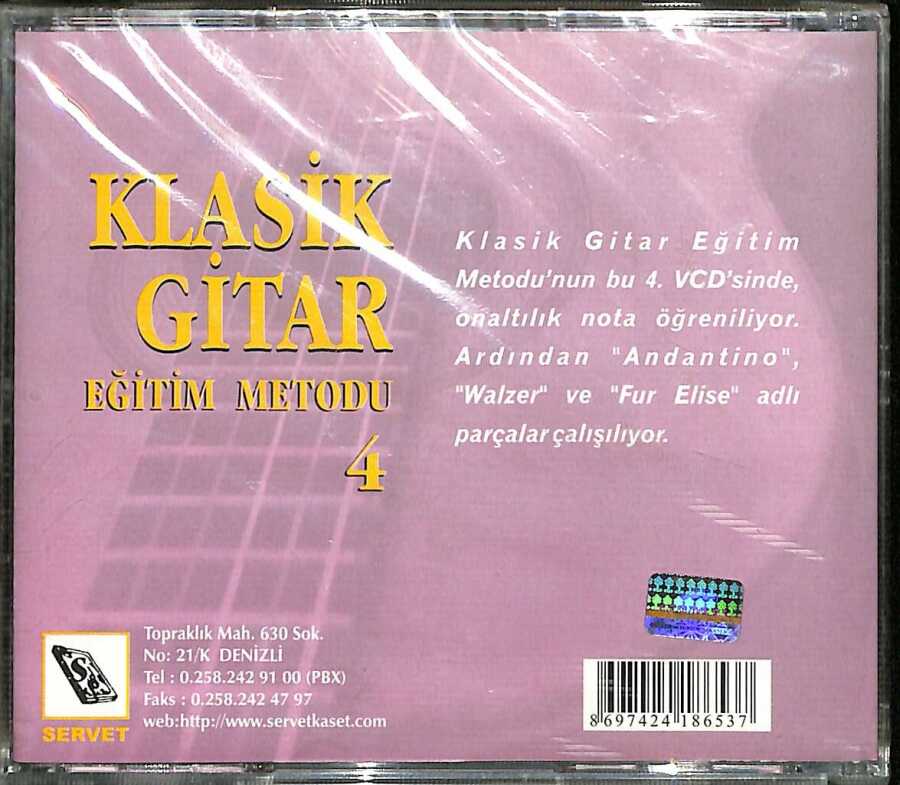 KLASİK
GİTAR
EĞİTİM METODU
4
Klasik Gitar Eğitim
Metodu'nun bu 4. VCD'sinde,
onaltılık nota öğreniliyor.
Ardından "Andantino",
"Walzer" ve "Fur Elise" adlı
parçalar çalışılıyor.
SERVET
Topraklık Mah. 630 Sok.
No: 21/K DENİZLİ
Tel : 0.258.242 91 00 (PBX)
Faks : 0.258.242 47 97
web:http//www.servetkaset.com
8 697424 186537